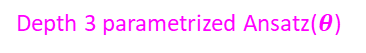 Depth 3 parametrized Ansatz(𝜽)